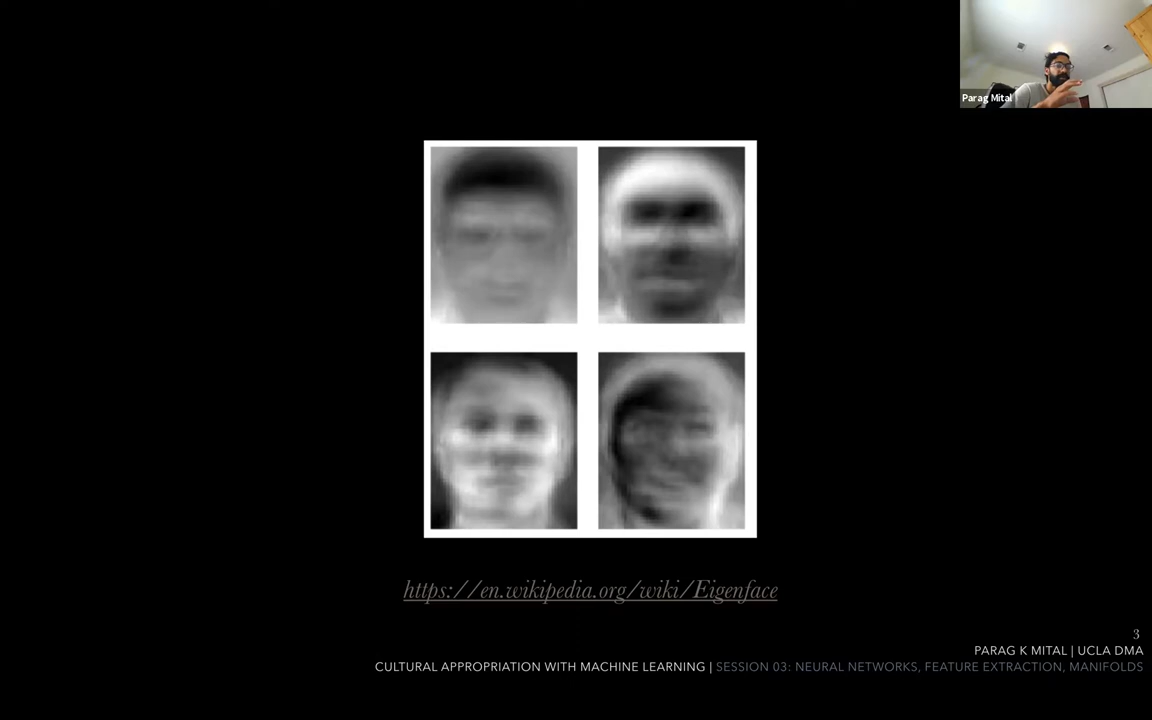 Parag Mital
https://en.wikipedia.org/wiki/Eigenface
3
PARAG K MITAL | UCLA DMA
CULTURAL APPROPRIATION WITH MACHINE LEARNING | SESSION 03: NEURAL NETWORKS, FEATURE EXTRACTION, MANIFOLDS